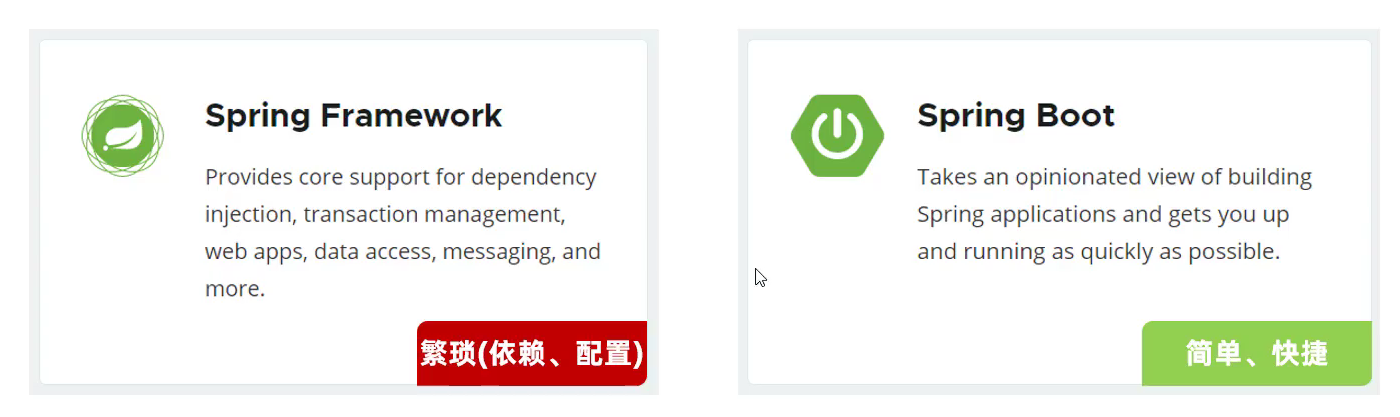 Spring Framework
Provides core support for dependency
injection, transaction management,
web apps, data access, messaging, and
more.
繁琐(依赖、配置)
Spring Boot
Takes an opinionated view of building
Spring applications and gets you up
and running as quickly as possible.
简单、快捷